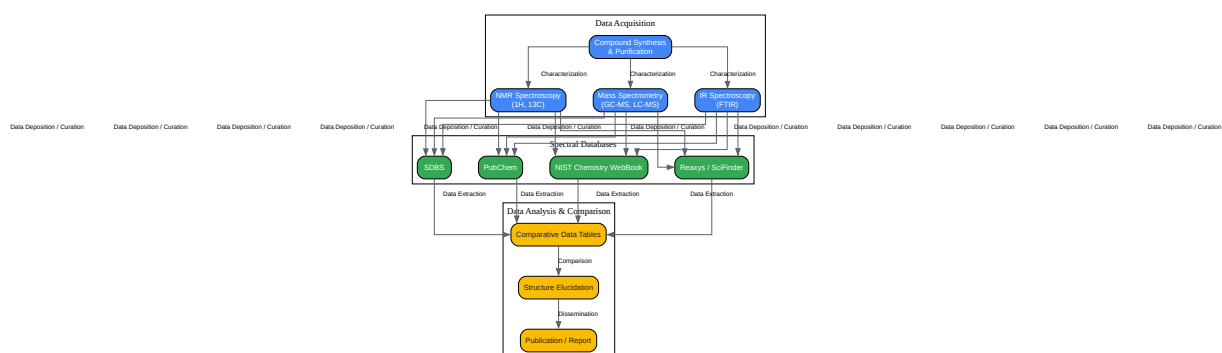 Data Acquisition
Compound Synthesis
& Purification
Characterization
Characterization
Characterization
NMR Spectroscopy
(1H, 13C)
Mass Spectrometry
(GC-MS, LC-MS)
IR Spectroscopy
(FTIR)
Data Deposition / Curation
Data Deposition / Curation
Data Deposition / Curation
Data Deposition / Curation
Data Deposition / Curation
Data Deposition / Curation
Data Deposition / Curation
Data Deposition / Curation
Data Deposition / Curation
Data Deposition / Curation
Data Deposition / Curation
Data Deposition / Curation
Spectral Databases
SDBS
PubChem
NIST Chemistry WebBook
Reaxys / SciFinder
Data Extraction
Data Extraction
Data Extraction
Data Extraction
Data Analysis & Comparison
Comparative Data Tables
Comparison
Structure Elucidation
Dissemination
Publication / Report